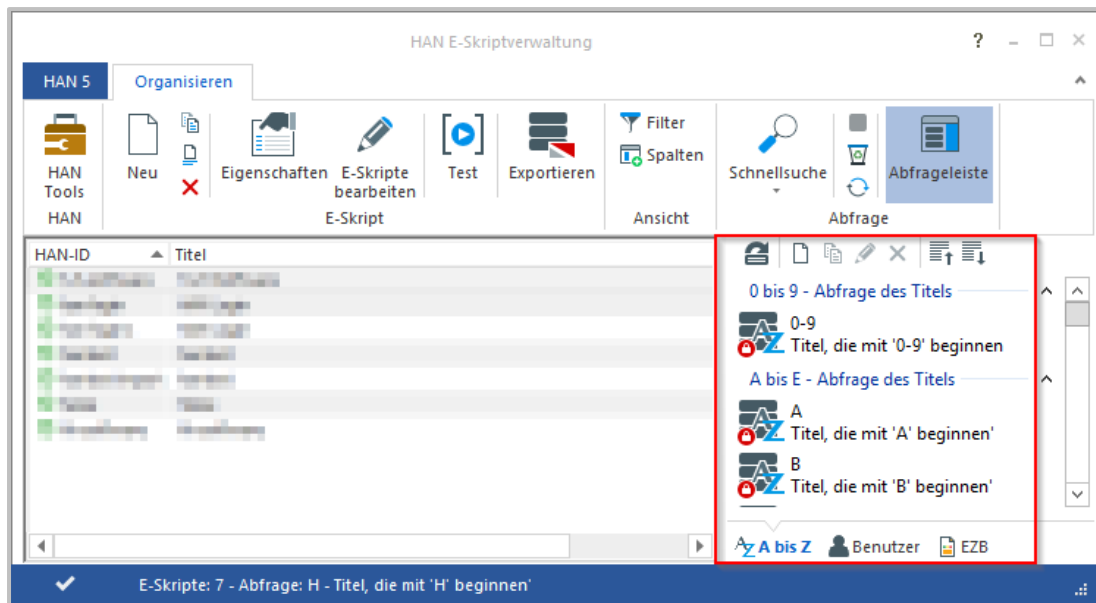 HAN E-Skriptverwaltung ?
HAN 5 Organisieren
Filter
Spalten
HAN Tools
Neu
Eigenschaften
E-Skripte bearbeiten
Test
Exportieren
Schnellsuche
Abfrageleiste
HAN E-Skript Ansicht Abfrage
HAN-ID Titel
0 bis 9 - Abfrage des Titels
0-9
Titel, die mit '0-9' beginnen
A bis E - Abfrage des Titels
A
Titel, die mit 'A' beginnen'
B
Titel, die mit 'B' beginnen'
A bis Z Benutzer EZB
E-Skripte: 7 - Abfrage: H - Titel, die mit 'H' beginnen'